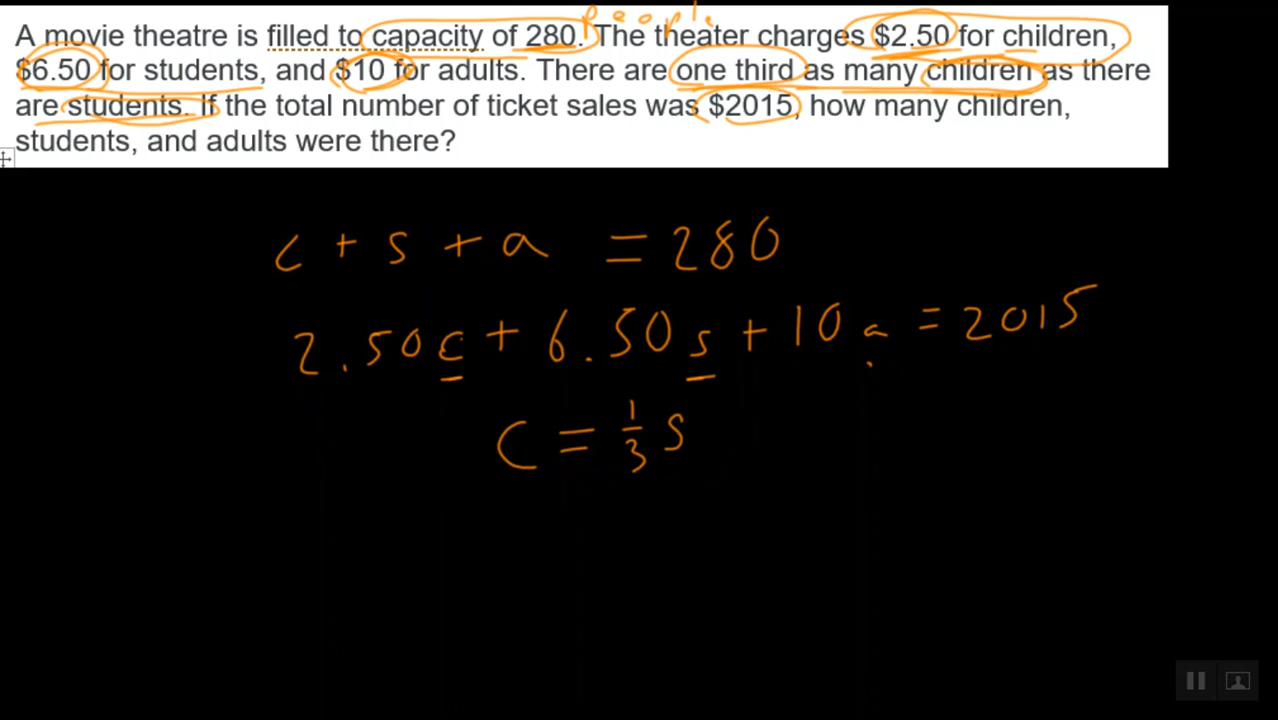 people
A movie theatre is filled to capacity of 280. The theater charges $2.50 for children,
$6.50 for students, and $10 for adults. There are one third as many children as there
are students. If the total number of ticket sales was $2015, how many children,
students, and adults were there?
c + s + a = 280
2.50c + 6.50s + 10a = 2015
C = 1/3 s